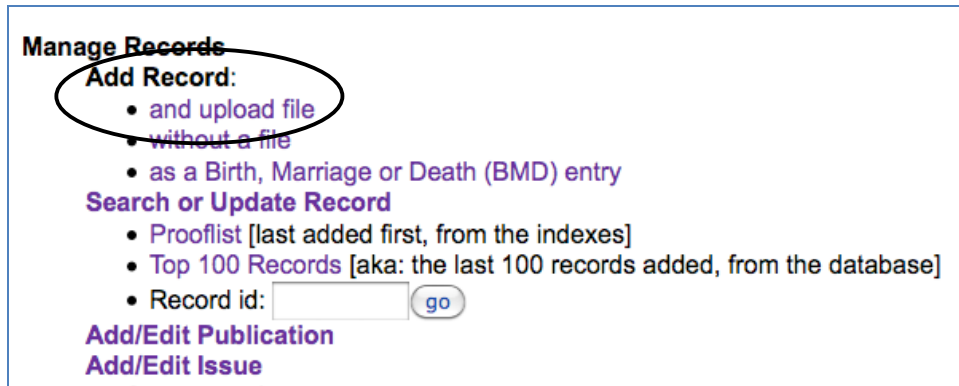 Manage Records
Add Record:
• and upload file
• without a file
• as a Birth, Marriage or Death (BMD) entry
Search or Update Record
• Prooflist [last added first, from the indexes]
• Top 100 Records [aka: the last 100 records added, from the database]
• Record id: go
Add/Edit Publication
Add/Edit Issue